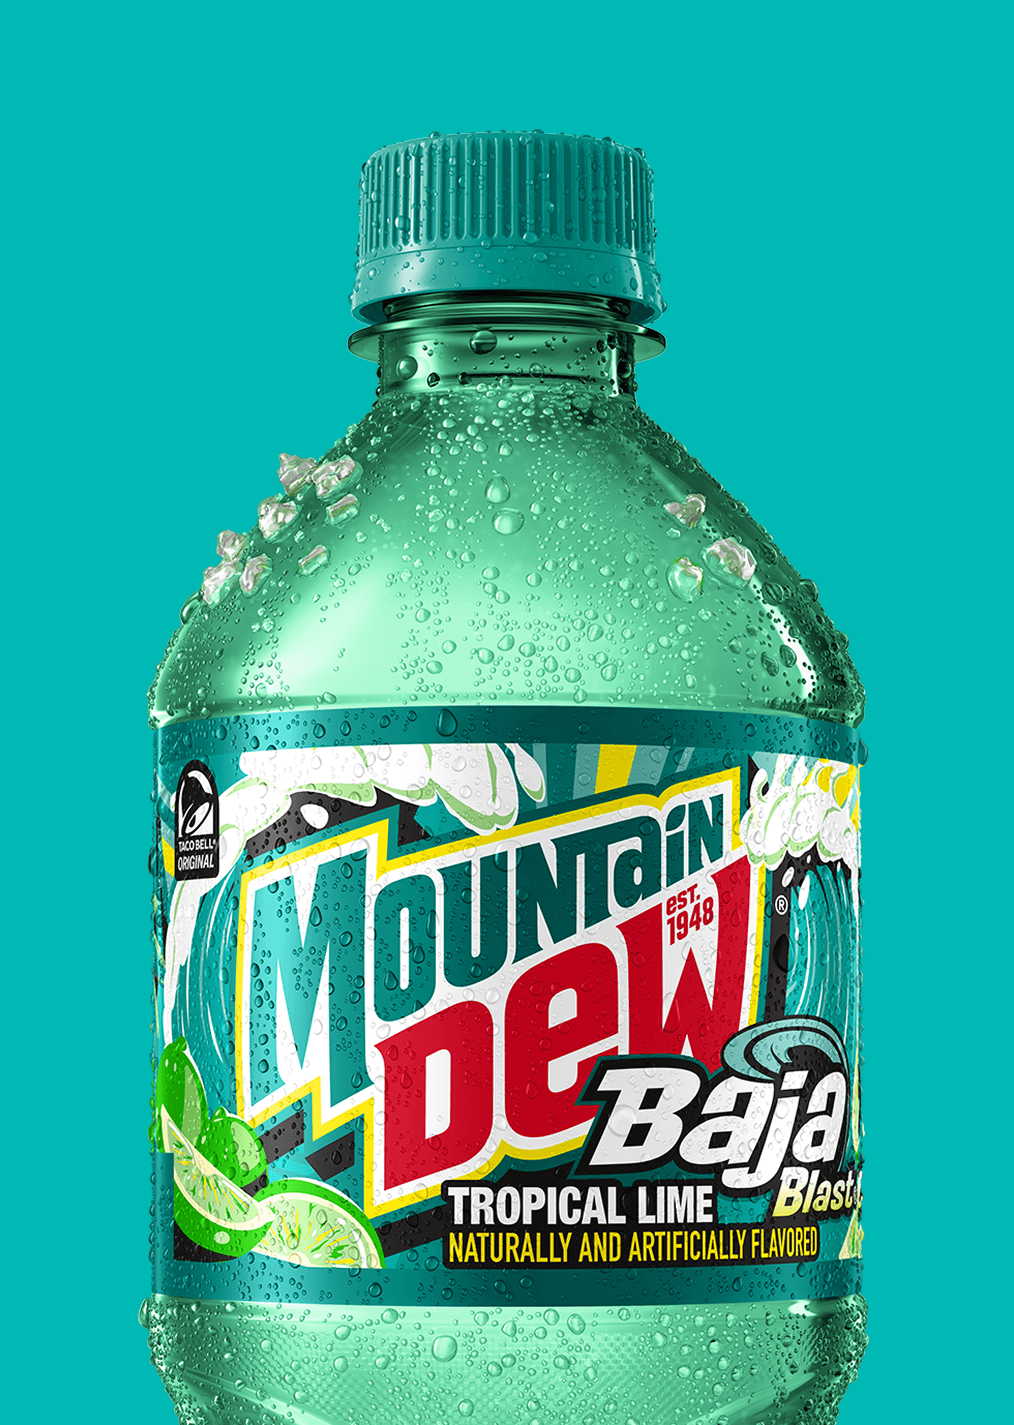 TACO BELL®
ORIGINAL
MOUNTaiN
Dew
est.
1948
®
Baja
Blast
TROPICAL LIME
NATURALLY AND ARTIFICIALLY FLAVORED